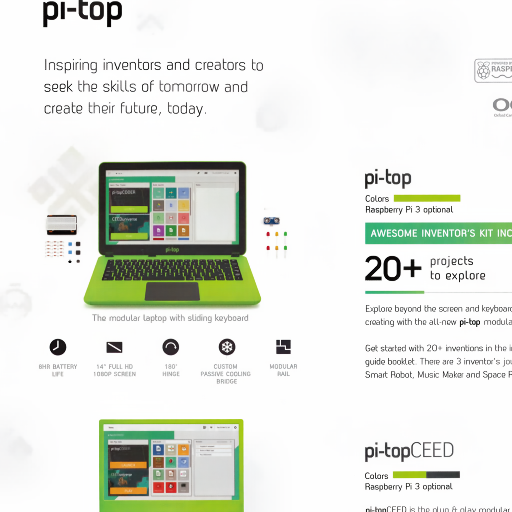 pi-top
Inspiring inventors and creators to
seek the skills of tomorrow and
create their future, today.
pi-top
The modular laptop with sliding keyboard
8HR BATTERY
LIFE
14" FULL HD
1080P SCREEN
180°
HINGE
CUSTOM
PASSIVE COOLING
BRIDGE
MODULAR
RAIL
pi-top
Colors
Raspberry Pi 3 optional
AWESOME INVENTOR'S KIT INC
20+ projects
to explore
Explore beyond the screen and keyboard
creating with the all-new pi-top modula
Get started with 20+ inventions in the i
guide booklet. There are 3 inventor's jou
Smart Robot, Music Maker and Space R
pi-topCEED
Colors
Raspberry Pi 3 optional
pi-topCEED is the plug & play modular